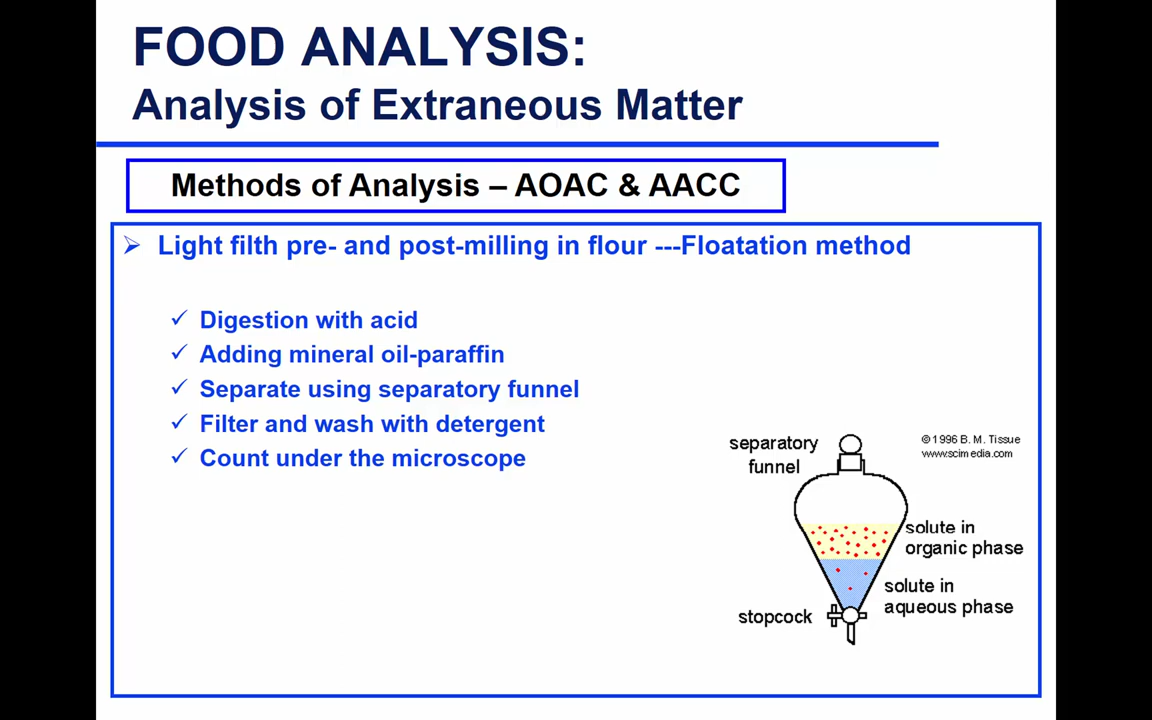 FOOD ANALYSIS:
Analysis of Extraneous Matter
Methods of Analysis – AOAC & AACC
Light filth pre- and post-milling in flour ---Floatation method
Digestion with acid
Adding mineral oil-paraffin
Separate using separatory funnel
Filter and wash with detergent
Count under the microscope
separatory
funnel
© 1996 B. M. Tissue
www.scimedia.com
solute in
organic phase
solute in
aqueous phase
stopcock